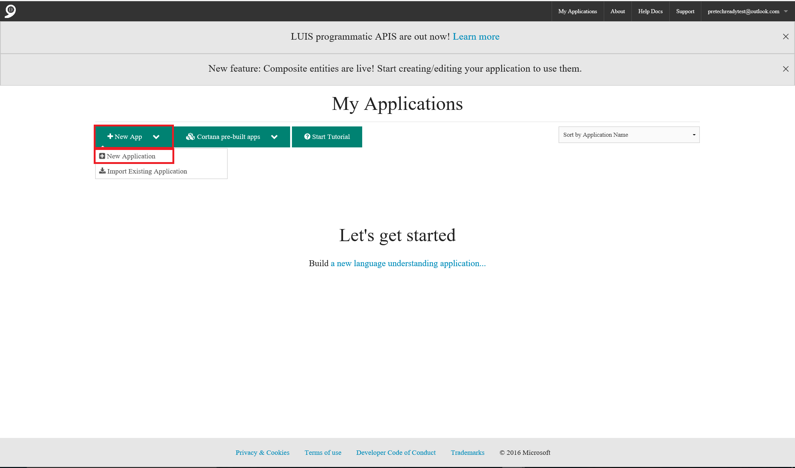 My Applications About Help Docs Support pretechreadytest@outlook.com
LUIS programmatic APIS are out now! Learn more
New feature: Composite entities are live! Start creating/editing your application to use them.
My Applications
New App Cortana pre-built apps Start Tutorial Sort by Application Name
New Application
Import Existing Application
Let's get started
Build a new language understanding application...
Privacy & Cookies Terms of use Developer Code of Conduct Trademarks © 2016 Microsoft